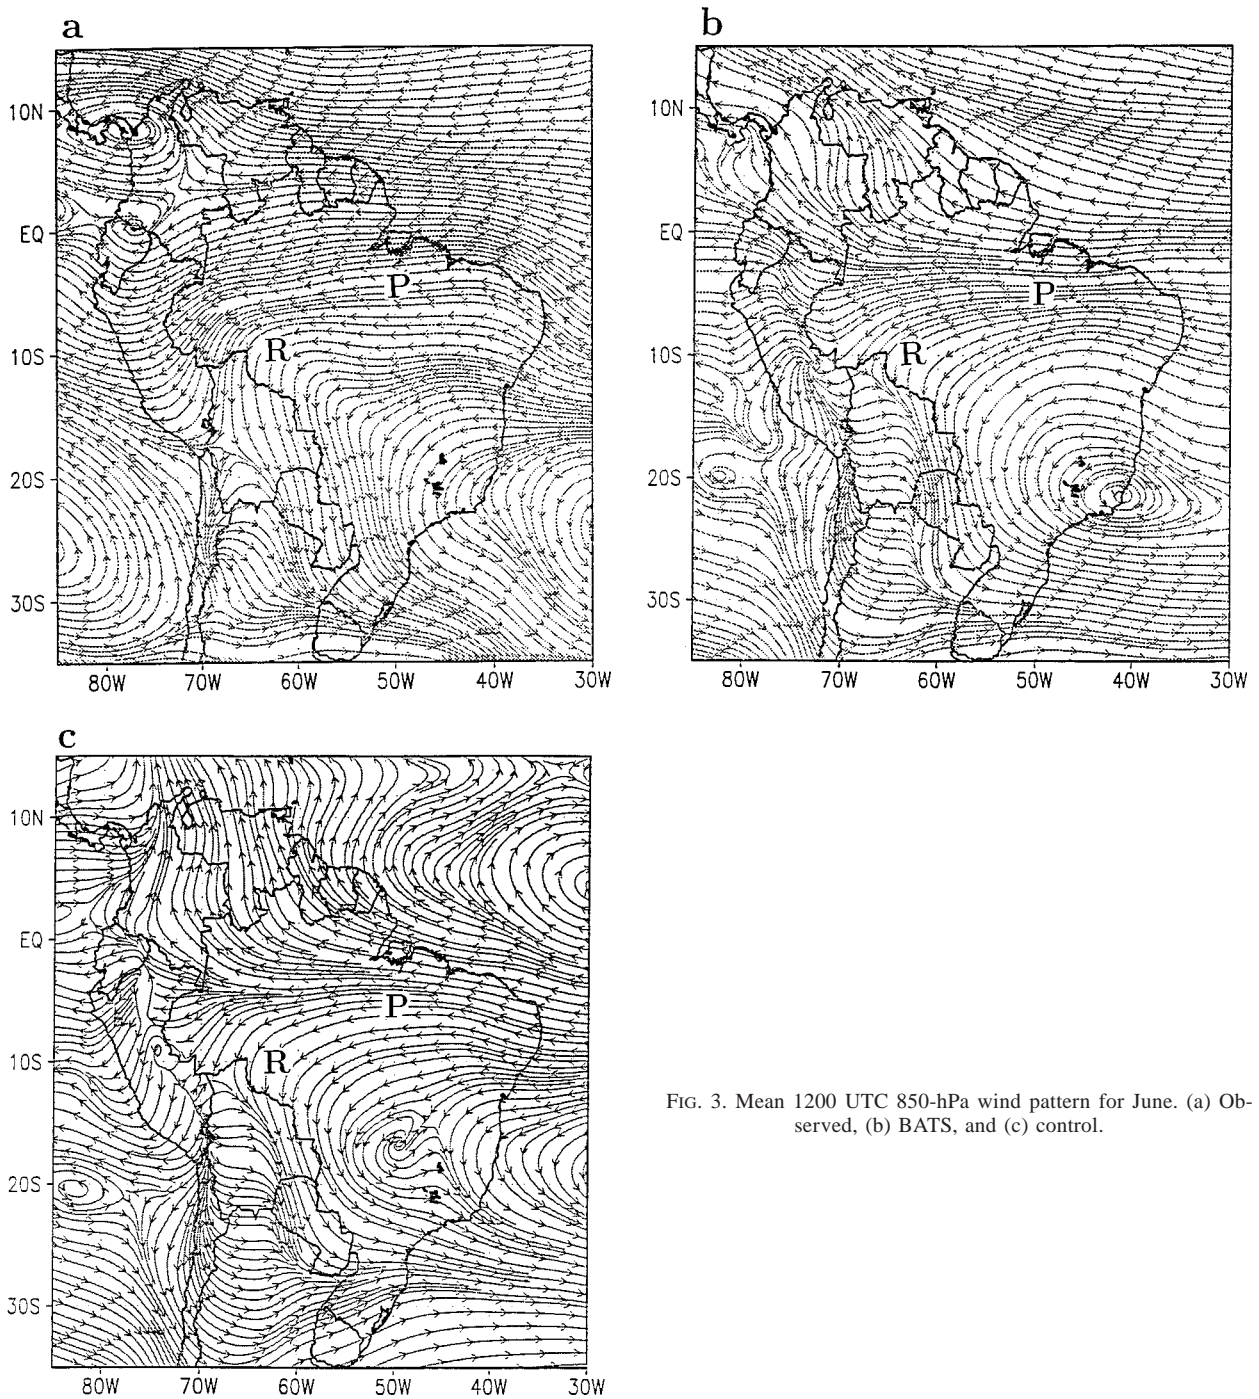 a
10N
EQ
10S
20S
30S
80W 70W 60W 50W 40W 30W
P
R
b
10N
EQ
10S
20S
30S
80W 70W 60W 50W 40W 30W
P
R
c
10N
EQ
10S
20S
30S
80W 70W 60W 50W 40W 30W
P
R
FIG. 3. Mean 1200 UTC 850-hPa wind pattern for June. (a) Ob-
served, (b) BATS, and (c) control.